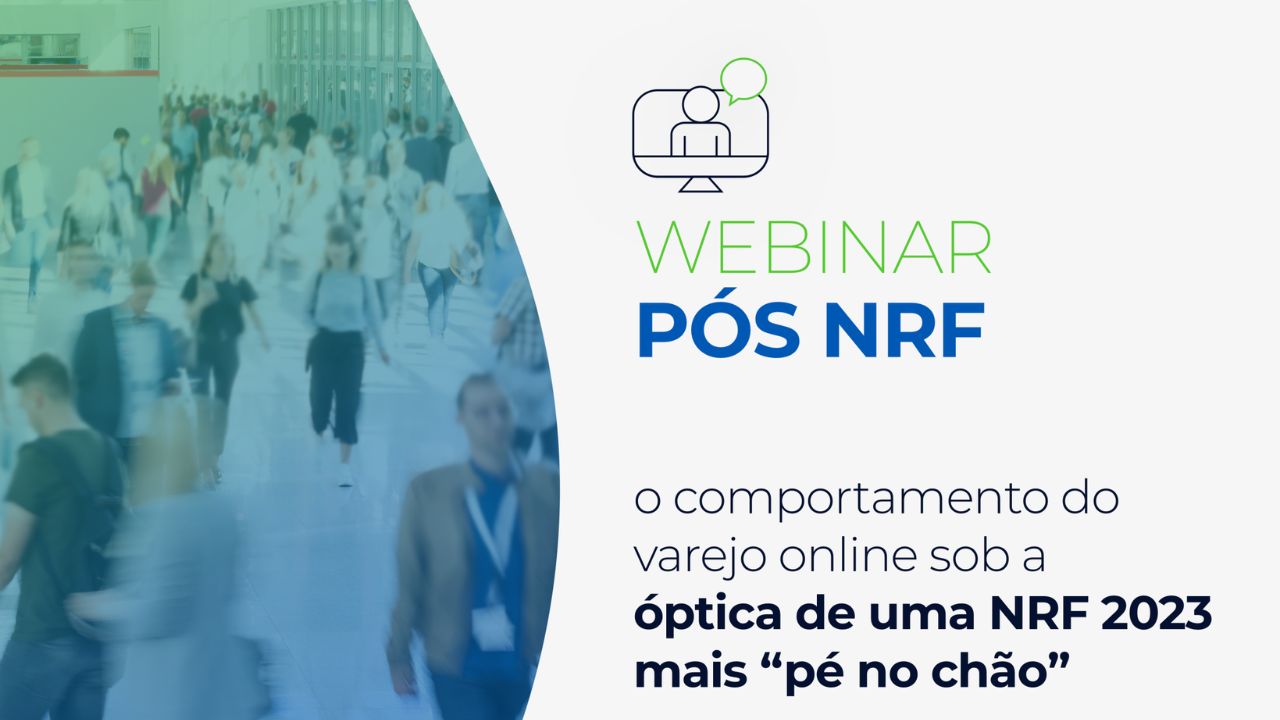 WEBINAR
PÓS NRF
o comportamento do
varejo online sob a
óptica de uma NRF 2023
mais “pé no chão”